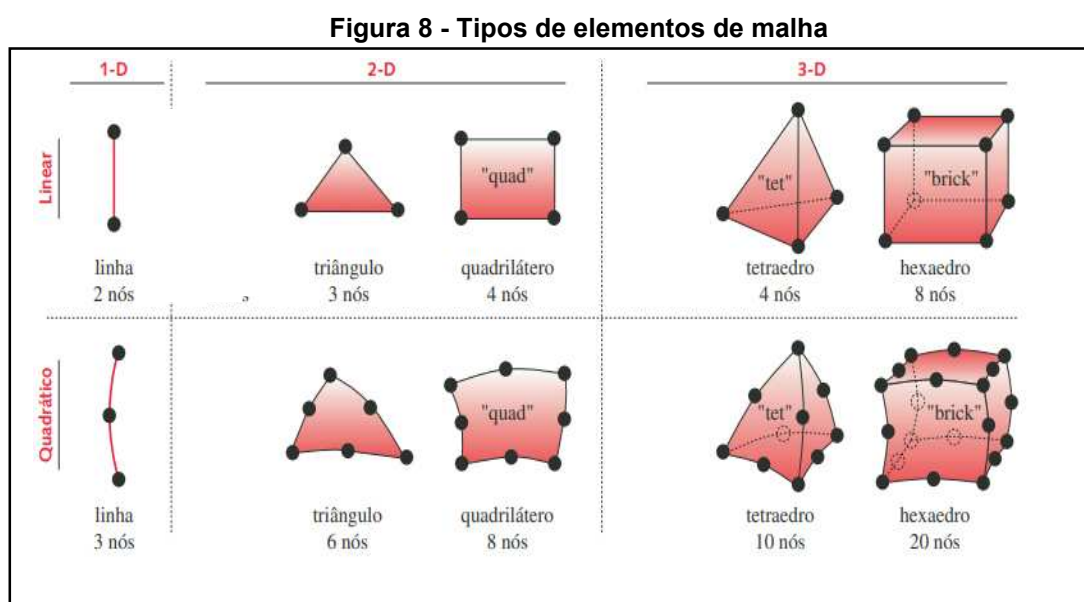 Figura 8 - Tipos de elementos de malha
1-D
2-D
3-D
Linear
"quad"
"tet"
"brick"
linha
2 nós
triângulo
3 nós
quadrilátero
4 nós
tetraedro
4 nós
hexaedro
8 nós
Quadrático
"quad"
"tet"
"brick"
linha
3 nós
triângulo
6 nós
quadrilátero
8 nós
tetraedro
10 nós
hexaedro
20 nós